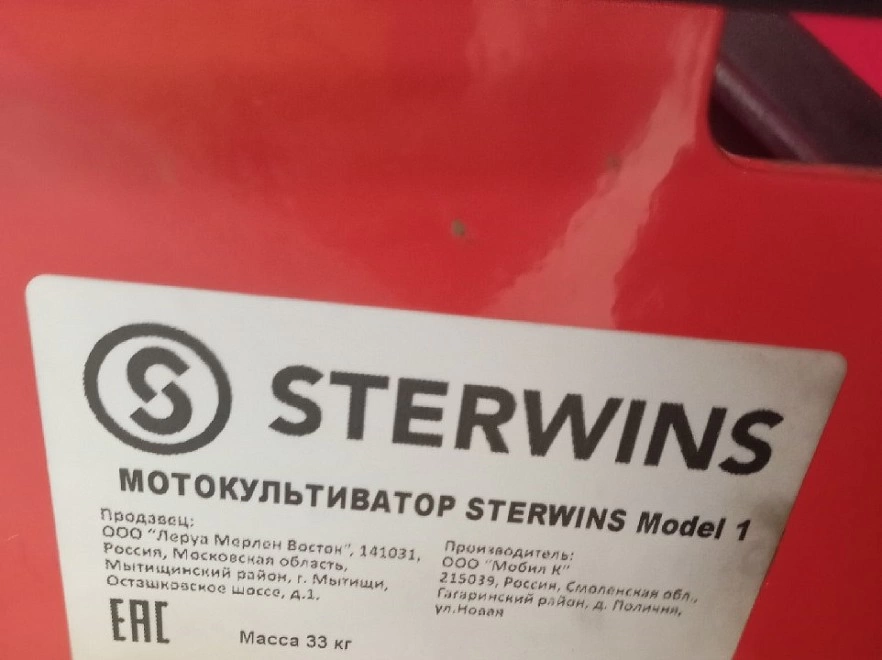 STERWINS
МОТОКУЛЬТИВАТОР STERWINS Model 1
Продавец:
ООО "Леруа Мерлен Восток", 141031,
Россия, Московская область,
Мытищинский район, г. Мытищи,
Осташковское шоссе, д.1.
Производитель:
ООО "Мобил К"
215039, Россия, Смоленская обл.,
Гагаринский район, д. Поличня,
ул.Новая
ЕАС
Масса 33 кг